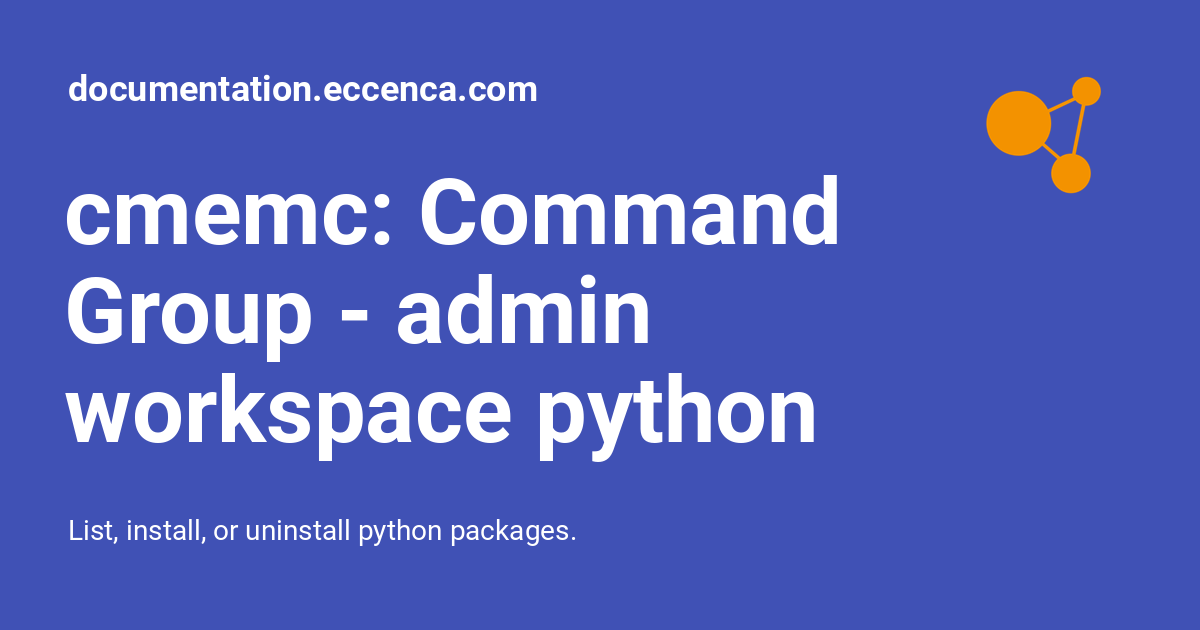 documentation.eccenca.com
cmemc: Command
Group - admin
workspace python
List, install, or uninstall python packages.